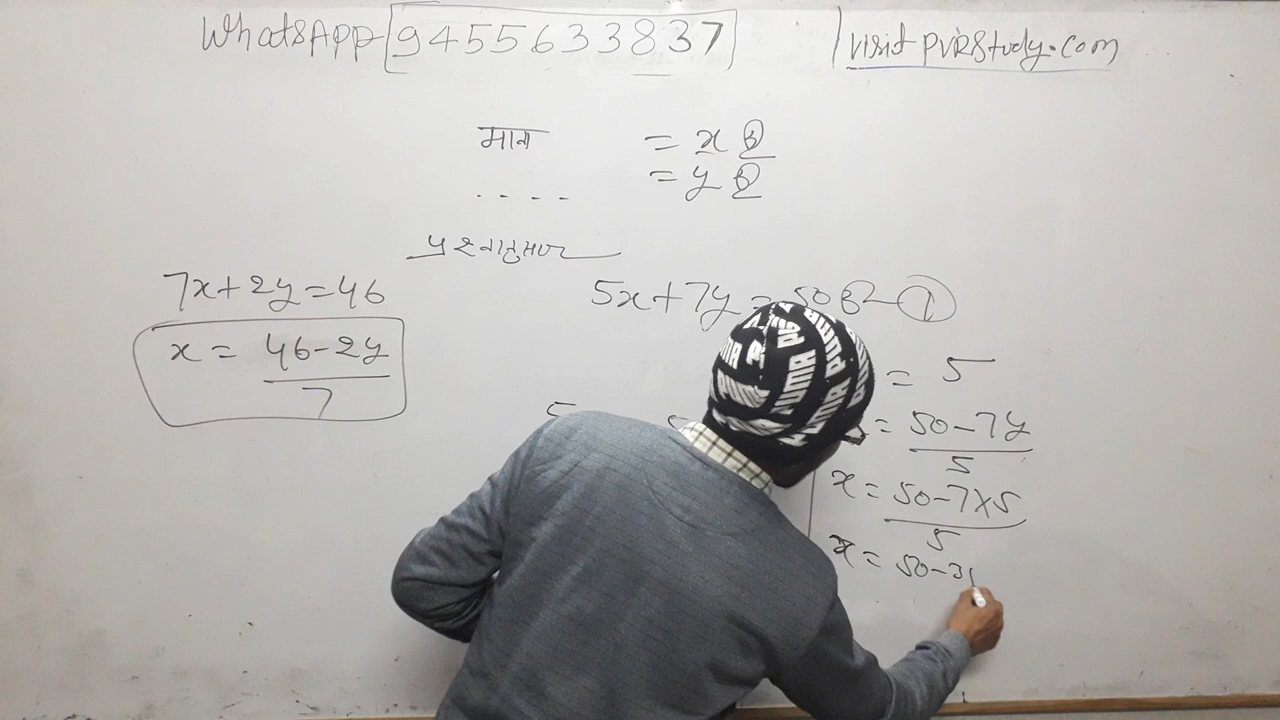 WhatsApp 9455633837
visit PVRStudy.com
माना = x रु
= y रु
. . . .
प्रश्नानुसार
7x+2y=46
x = 46-2y
7
5x+7y = 50
①
= 5
= 50-7y
5
x = 50-7×5
5
x = 50-3
PUMA